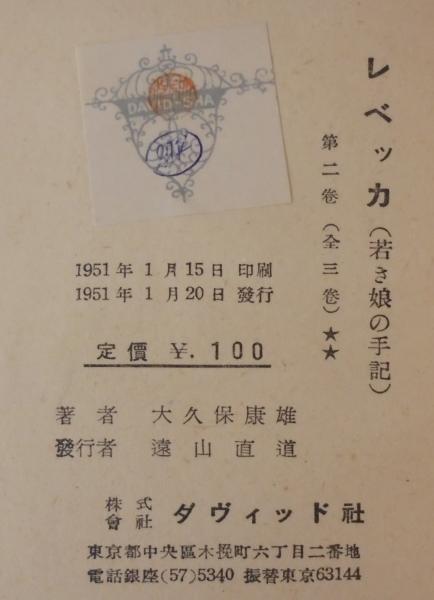 レベッカ(若き娘の手記)
第二巻(全三巻)★★
DAVID-SHA
1951年1月15日 印刷
1951年1月20日 發行
定價 ¥.100
著者 大久保康雄
發行者 遠山直道
株式會社 ダヴィッド社
東京都中央區木挽町六丁目二番地
電話銀座(57)5340 振替東京63144